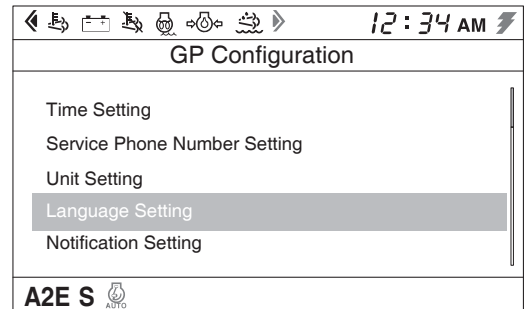 12:34 AM
GP Configuration
Time Setting
Service Phone Number Setting
Unit Setting
Language Setting
Notification Setting
A2E S
AUTO